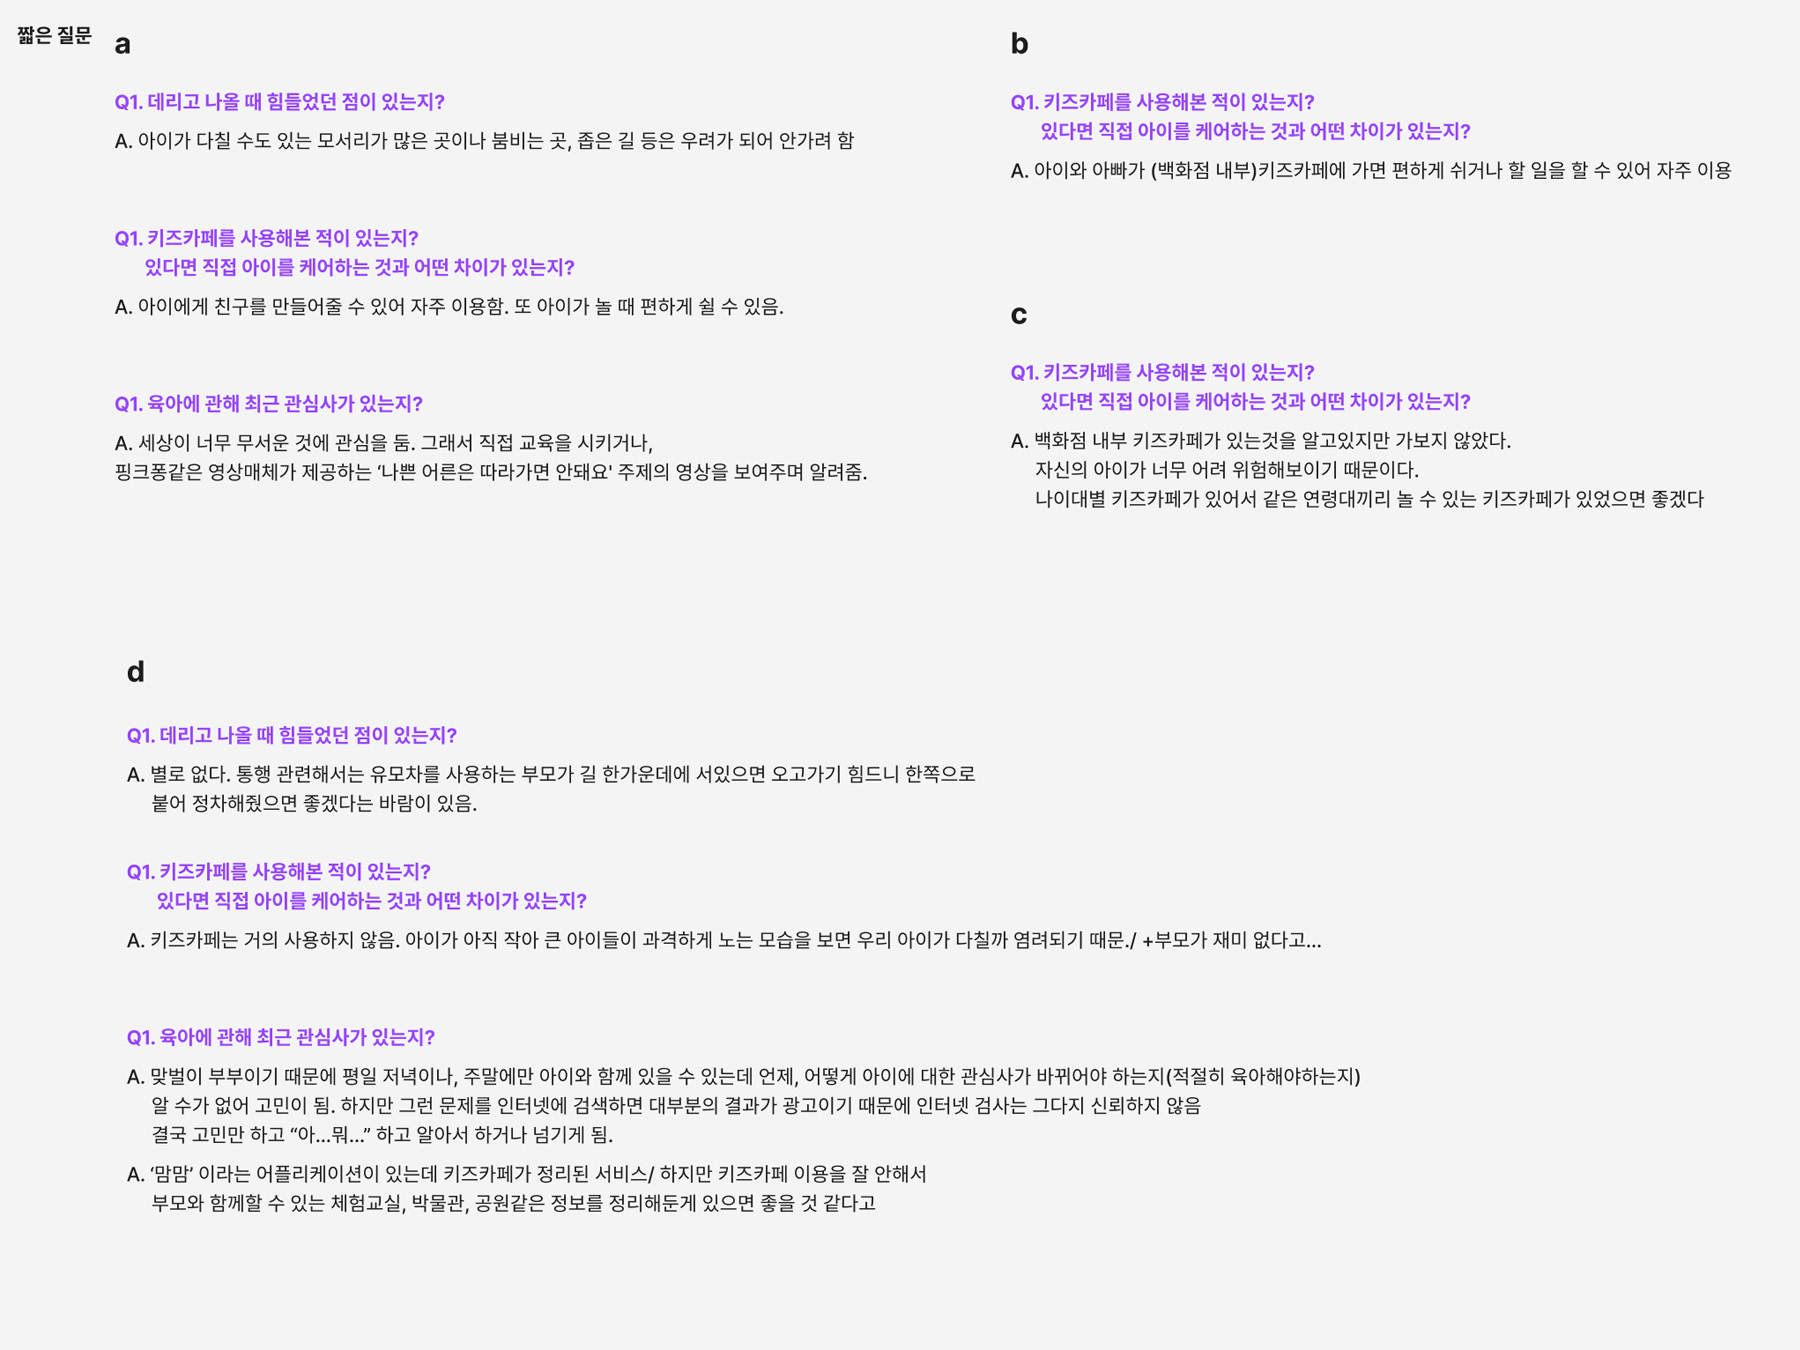 짧은 질문
a
Q1. 데리고 나올 때 힘들었던 점이 있는지?
A. 아이가 다칠 수도 있는 모서리가 많은 곳이나 붐비는 곳, 좁은 길 등은 우려가 되어 안가려 함
Q1. 키즈카페를 사용해본 적이 있는지?
있다면 직접 아이를 케어하는 것과 어떤 차이가 있는지?
A. 아이에게 친구를 만들어줄 수 있어 자주 이용함. 또 아이가 놀 때 편하게 쉴 수 있음.
Q1. 육아에 관해 최근 관심사가 있는지?
A. 세상이 너무 무서운 것에 관심을 둠. 그래서 직접 교육을 시키거나,
핑크퐁같은 영상매체가 제공하는 ‘나쁜 어른은 따라가면 안돼요' 주제의 영상을 보여주며 알려줌.
b
Q1. 키즈카페를 사용해본 적이 있는지?
있다면 직접 아이를 케어하는 것과 어떤 차이가 있는지?
A. 아이와 아빠가 (백화점 내부)키즈카페에 가면 편하게 쉬거나 할 일을 할 수 있어 자주 이용
c
Q1. 키즈카페를 사용해본 적이 있는지?
있다면 직접 아이를 케어하는 것과 어떤 차이가 있는지?
A. 백화점 내부 키즈카페가 있는것을 알고있지만 가보지 않았다.
자신의 아이가 너무 어려 위험해보이기 때문이다.
나이대별 키즈카페가 있어서 같은 연령대끼리 놀 수 있는 키즈카페가 있었으면 좋겠다
d
Q1. 데리고 나올 때 힘들었던 점이 있는지?
A. 별로 없다. 통행 관련해서는 유모차를 사용하는 부모가 길 한가운데에 서있으면 오고가기 힘드니 한쪽으로
붙어 정차해줬으면 좋겠다는 바람이 있음.
Q1. 키즈카페를 사용해본 적이 있는지?
있다면 직접 아이를 케어하는 것과 어떤 차이가 있는지?
A. 키즈카페는 거의 사용하지 않음. 아이가 아직 작아 큰 아이들이 과격하게 노는 모습을 보면 우리 아이가 다칠까 염려되기 때문./ +부모가 재미 없다고...
Q1. 육아에 관해 최근 관심사가 있는지?
A. 맞벌이 부부이기 때문에 평일 저녁이나, 주말에만 아이와 함께 있을 수 있는데 언제, 어떻게 아이에 대한 관심사가 바뀌어야 하는지(적절히 육아해야하는지)
알 수가 없어 고민이 됨. 하지만 그런 문제를 인터넷에 검색하면 대부분의 결과가 광고이기 때문에 인터넷 검사는 그다지 신뢰하지 않음
결국 고민만 하고 “아...뭐...” 하고 알아서 하거나 넘기게 됨.
A. ‘맘맘’ 이라는 어플리케이션이 있는데 키즈카페가 정리된 서비스/ 하지만 키즈카페 이용을 잘 안해서
부모와 함께할 수 있는 체험교실, 박물관, 공원같은 정보를 정리해둔게 있으면 좋을 것 같다고